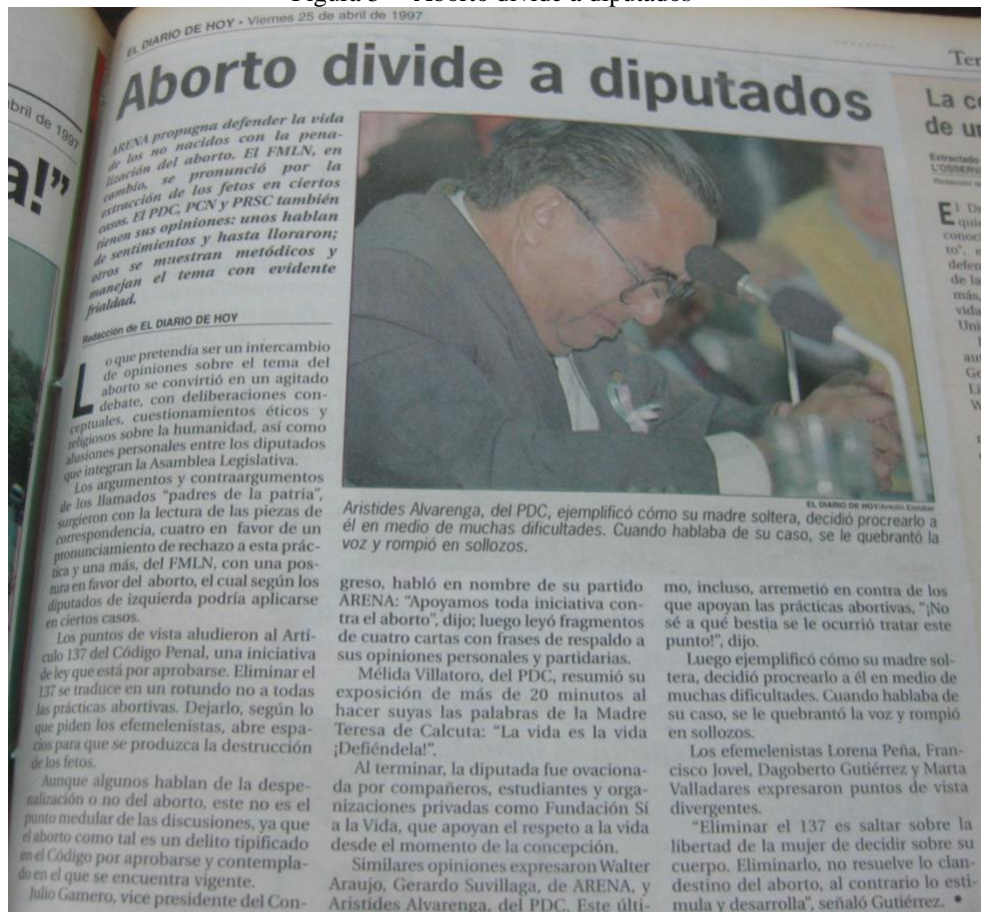 Figura 3 – Aborto divide a diputados
EL DIARIO DE HOY • Viernes 25 de abril de 1997
Aborto divide a diputados
ARENA propugna defender la vida
de los no nacidos con la pena-
lización del aborto. El FMLN, en
cambio, se pronunció por la
extracción de los fetos en ciertos
casos. El PDC, PCN y PRSC también
tienen sus opiniones: unos hablan
de sentimientos y hasta lloraron;
otros se muestran metódicos y
manejan el tema con evidente
frialdad.
Redacción de EL DIARIO DE HOY
Lo que pretendía ser un intercambio
de opiniones sobre el tema del
aborto se convirtió en un agitado
debate, con deliberaciones con-
ceptuales, cuestionamientos éticos y
religiosos sobre la humanidad, así como
alusiones personales entre los diputados
que integran la Asamblea Legislativa.
Los argumentos y contraargumentos
de los llamados "padres de la patria",
surgieron con la lectura de las piezas de
correspondencia, cuatro en favor de un
pronunciamiento de rechazo a esta prác-
tica y una más, del FMLN, con una pos-
tura en favor del aborto, el cual según los
diputados de izquierda podría aplicarse
en ciertos casos.
Los puntos de vista aludieron al Artí-
culo 137 del Código Penal, una iniciativa
de ley que está por aprobarse. Eliminar el
137 se traduce en un rotundo no a todas
las prácticas abortivas. Dejarlo, según lo
que piden los efemelenistas, abre espa-
cios para que se produzca la destrucción
de los fetos.
Aunque algunos hablan de la despe-
nalización o no del aborto, este no es el
punto medular de las discusiones, ya que
el aborto como tal es un delito tipificado
en el Código por aprobarse y contempla-
do en el que se encuentra vigente.
Julio Gamero, vice presidente del Con-
EL DIARIO DE HOY/Antolín Escobar
Aristides Alvarenga, del PDC, ejemplificó cómo su madre soltera, decidió procrearlo a
él en medio de muchas dificultades. Cuando hablaba de su caso, se le quebrantó la
voz y rompió en sollozos.
greso, habló en nombre de su partido
ARENA: "Apoyamos toda iniciativa con-
tra el aborto", dijo; luego leyó fragmentos
de cuatro cartas con frases de respaldo a
sus opiniones personales y partidarias.
Mélida Villatoro, del PDC, resumió su
exposición de más de 20 minutos al
hacer suyas las palabras de la Madre
Teresa de Calcuta: "La vida es la vida
¡Defiéndela!".
Al terminar, la diputada fue ovaciona-
da por compañeros, estudiantes y orga-
nizaciones privadas como Fundación Sí
a la Vida, que apoyan el respeto a la vida
desde el momento de la concepción.
Similares opiniones expresaron Walter
Araujo, Gerardo Suvillaga, de ARENA, y
Aristides Alvarenga, del PDC. Este últi-
mo, incluso, arremetió en contra de los
que apoyan las prácticas abortivas, "¡No
sé a qué bestia se le ocurrió tratar este
punto!", dijo.
Luego ejemplificó cómo su madre sol-
tera, decidió procrearlo a él en medio de
muchas dificultades. Cuando hablaba de
su caso, se le quebrantó la voz y rompió
en sollozos.
Los efemelenistas Lorena Peña, Fran-
cisco Jovel, Dagoberto Gutiérrez y Marta
Valladares expresaron puntos de vista
divergentes.
"Eliminar el 137 es saltar sobre la
libertad de la mujer de decidir sobre su
cuerpo. Eliminarlo, no resuelve lo clan-
destino del aborto, al contrario lo esti-
mula y desarrolla", señaló Gutiérrez. •
bril de 1997
a!"
La
de